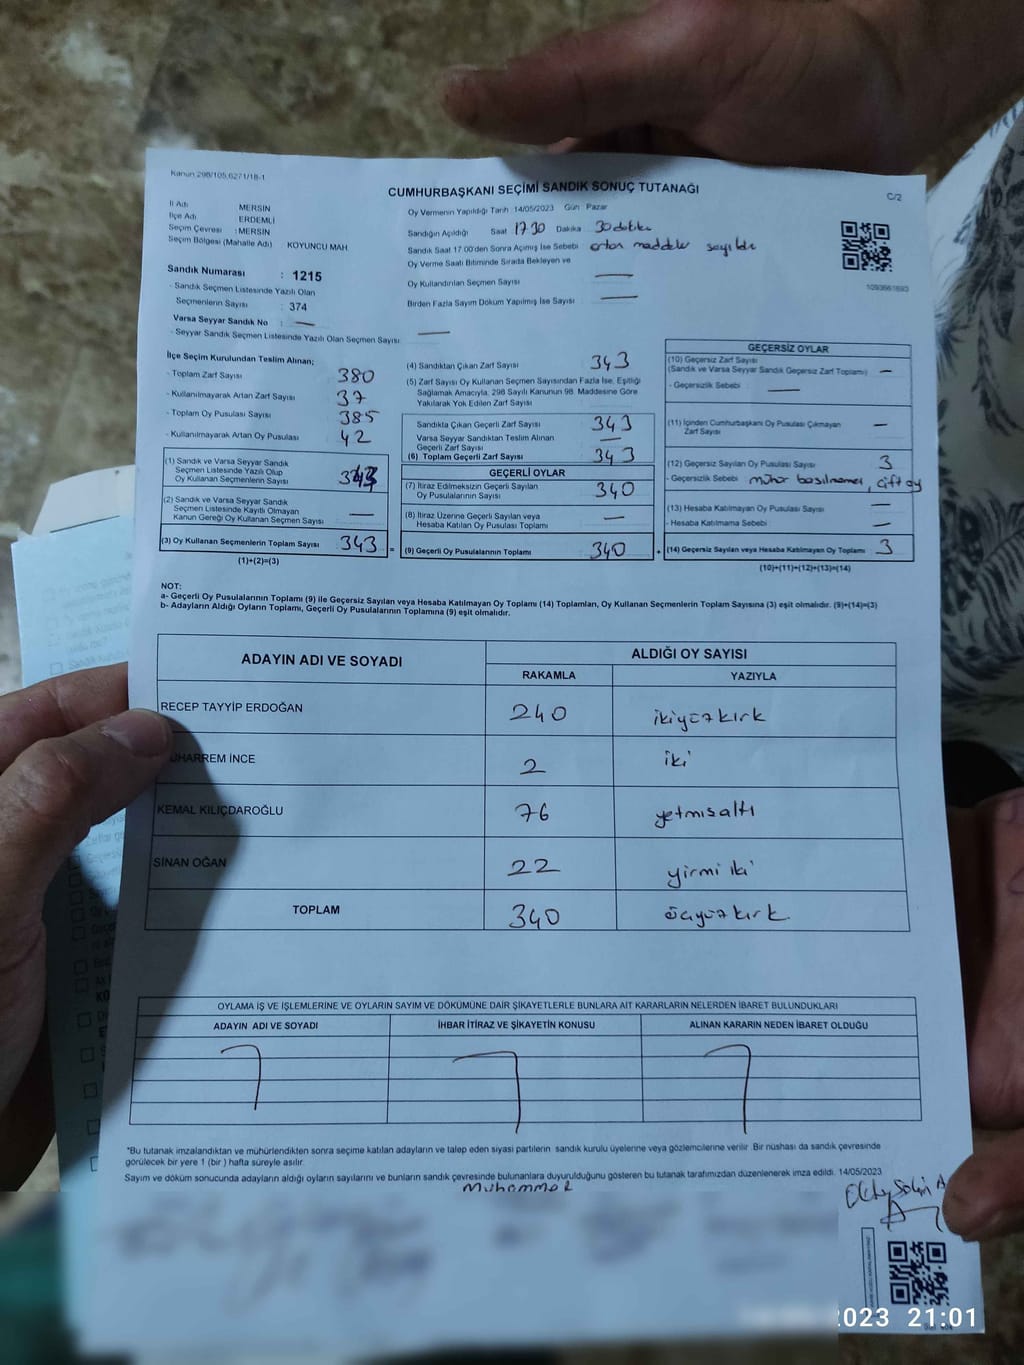 Kanun 298/105,6271/18-1
CUMHURBAŞKANI SEÇİMİ SANDIK SONUÇ TUTANAĞI
C/2
İl Adı MERSİN
İlçe Adı ERDEMLİ
Seçim Çevresi : MERSİN
Seçim Bölgesi (Mahalle Adı) : KOYUNCU MAH
Sandık Numarası : 1215
- Sandık Seçmen Listesinde Yazılı Olan
Seçmenlerin Sayısı : 374
Varsa Seyyar Sandık No : —
- Seyyar Sandık Seçmen Listesinde Yazılı Olan Seçmen Sayısı: —
Oy Vermenin Yapıldığı Tarih 14/05/2023 Gün : Pazar
Sandığın Açıldığı Saat 17:30 Dakika 30 dakika
Sandık Saat 17.00'den Sonra Açılmış İse Sebebi artan maddeler sayıldı
Oy Verme Saati Bitiminde Sırada Bekleyen ve
Oy Kullandırılan Seçmen Sayısı —
Birden Fazla Sayım Döküm Yapılmış İse Sayısı —
1093661693
İlçe Seçim Kurulundan Teslim Alınan;
- Toplam Zarf Sayısı 380
- Kullanılmayarak Artan Zarf Sayısı 37
- Toplam Oy Pusulası Sayısı 385
- Kullanılmayarak Artan Oy Pusulası 42
(1) Sandık ve Varsa Seyyar Sandık
Seçmen Listesinde Yazılı Olup
Oy Kullanan Seçmenlerin Sayısı 343
(2) Sandık ve Varsa Seyyar Sandık
Seçmen Listesinde Kayıtlı Olmayan
Kanun Gereği Oy Kullanan Seçmen Sayısı —
(3) Oy Kullanan Seçmenlerin Toplam Sayısı 343 =
(1)+(2)=(3)
(4) Sandıktan Çıkan Zarf Sayısı 343
(5) Zarf Sayısı Oy Kullanan Seçmen Sayısından Fazla İse, Eşitliği
Sağlamak Amacıyla, 298 Sayılı Kanunun 98. Maddesine Göre
Yakılarak Yok Edilen Zarf Sayısı
Sandıkta Çıkan Geçerli Zarf Sayısı 343
Varsa Seyyar Sandıktan Teslim Alınan
Geçerli Zarf Sayısı —
(6) Toplam Geçerli Zarf Sayısı 343
GEÇERLİ OYLAR
(7) İtiraz Edilmeksizin Geçerli Sayılan
Oy Pusulalarının Sayısı 340
(8) İtiraz Üzerine Geçerli Sayılan veya
Hesaba Katılan Oy Pusulası Toplamı —
(9) Geçerli Oy Pusulalarının Toplamı 340 +
GEÇERSİZ OYLAR
(10) Geçersiz Zarf Sayısı
(Sandık ve Varsa Seyyar Sandık Geçersiz Zarf Toplamı) —
- Geçersizlik Sebebi —
(11) İçinden Cumhurbaşkanı Oy Pusulası Çıkmayan
Zarf Sayısı —
(12) Geçersiz Sayılan Oy Pusulası Sayısı 3
- Geçersizlik Sebebi mühür basılmaması, çift oy
(13) Hesaba Katılmayan Oy Pusulası Sayısı —
- Hesaba Katılmama Sebebi —
(14) Geçersiz Sayılan veya Hesaba Katılmayan Oy Toplamı 3
(10)+(11)+(12)+(13)=(14)
NOT:
a- Geçerli Oy Pusulalarının Toplamı (9) ile Geçersiz Sayılan veya Hesaba Katılmayan Oy Toplamı (14) Toplamları, Oy Kullanan Seçmenlerin Toplam Sayısına (3) eşit olmalıdır. (9)+(14)=(3)
b- Adayların Aldığı Oyların Toplamı, Geçerli Oy Pusulalarının Toplamına (9) eşit olmalıdır.
ADAYIN ADI VE SOYADI ALDIĞI OY SAYISI
RAKAMLA YAZIYLA
RECEP TAYYİP ERDOĞAN 240 ikiyüzkırk
UHARREM İNCE 2 iki
KEMAL KILIÇDAROĞLU 76 yetmisaltı
SİNAN OĞAN 22 yirmi iki
TOPLAM 340 üçyüzkırk
OYLAMA İŞ VE İŞLEMLERİNE VE OYLARIN SAYIM VE DÖKÜMÜNE DAİR ŞİKAYETLERLE BUNLARA AİT KARARLARIN NELERDEN İBARET BULUNDUKLARI
ADAYIN ADI VE SOYADI İHBAR İTİRAZ VE ŞİKAYETİN KONUSU ALINAN KARARIN NEDEN İBARET OLDUĞU
*Bu tutanak imzalandıktan ve mühürlendikten sonra seçime katılan adayların ve talep eden siyasi partilerin sandık kurulu üyelerine veya gözlemcilerine verilir. Bir nüshası da sandık çevresinde
görülecek bir yere 1 (bir) hafta süreyle asılır.
Sayım ve döküm sonucunda adayların aldığı oyların sayılarını ve bunların sandık çevresinde bulunanlara duyurulduğunu gösteren bu tutanak tarafımızdan düzenlenerek imza edildi. 14/05/2023
2023 21:01